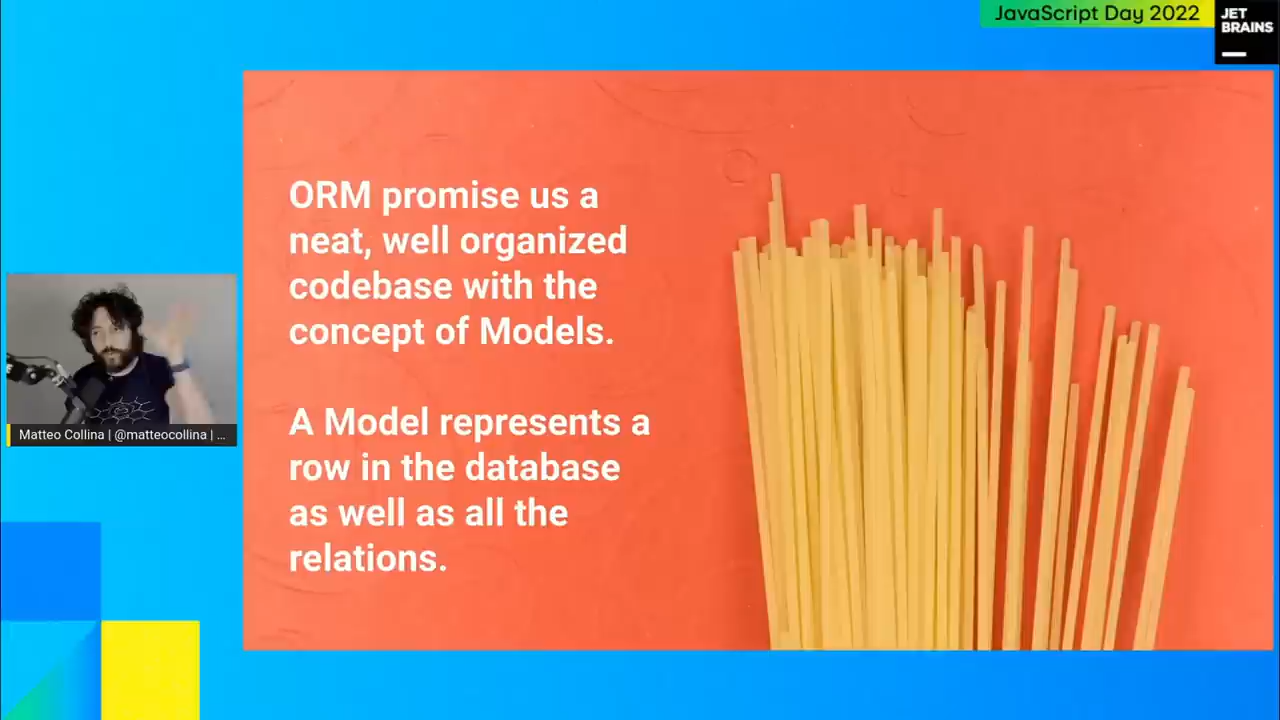 JavaScript Day 2022
JET
BRAINS
ORM promise us a
neat, well organized
codebase with the
concept of Models.
A Model represents a
row in the database
as well as all the
relations.
Matteo Collina | @matteocollina | ...